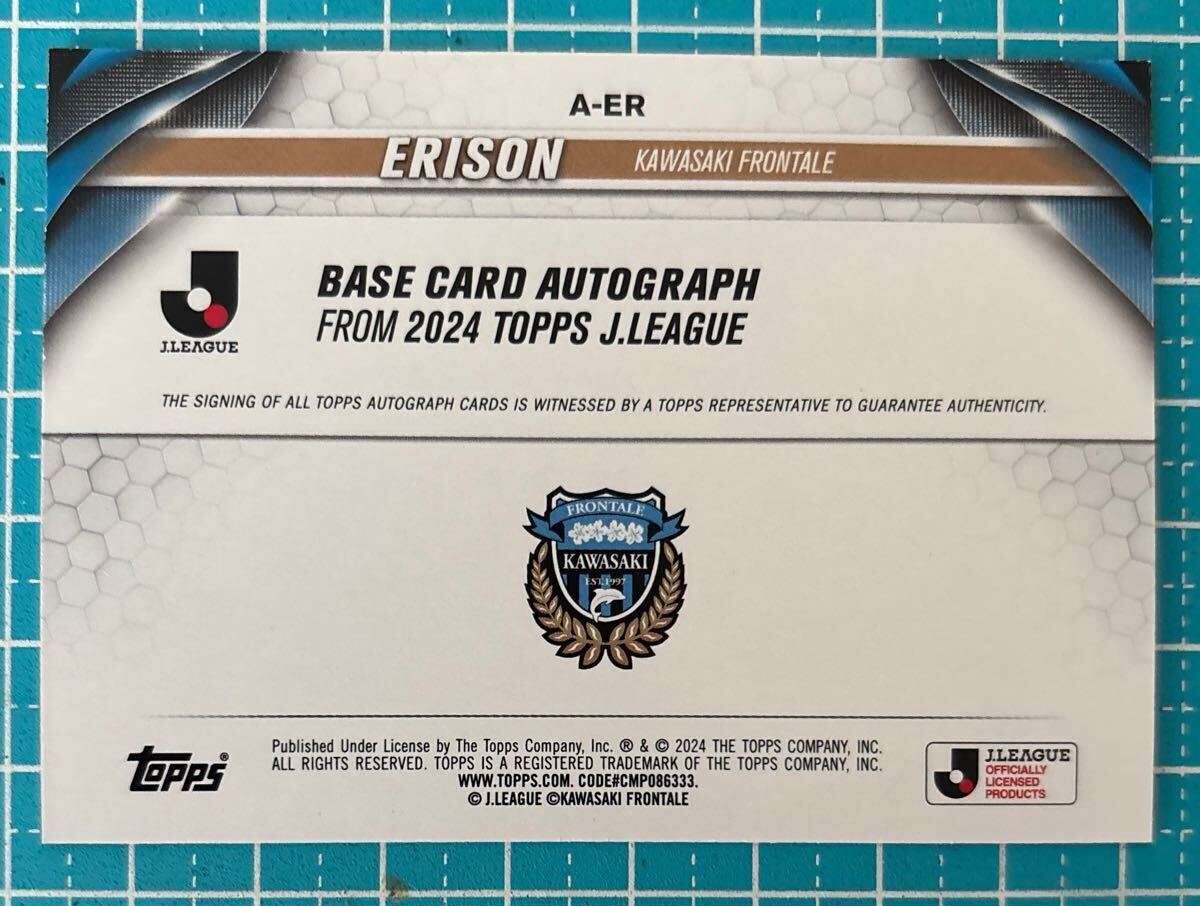 A-ER
ERISON KAWASAKI FRONTALE
J.LEAGUE
BASE CARD AUTOGRAPH
FROM 2024 TOPPS J.LEAGUE
THE SIGNING OF ALL TOPPS AUTOGRAPH CARDS IS WITNESSED BY A TOPPS REPRESENTATIVE TO GUARANTEE AUTHENTICITY.
FRONTALE
KAWASAKI
EST.1997
topps®
Published Under License by The Topps Company, Inc. ® & © 2024 THE TOPPS COMPANY, INC.
ALL RIGHTS RESERVED. TOPPS IS A REGISTERED TRADEMARK OF THE TOPPS COMPANY, INC.
WWW.TOPPS.COM. CODE#CMP086333.
© J.LEAGUE ©KAWASAKI FRONTALE
J.LEAGUE
OFFICIALLY
LICENSED
PRODUCTS